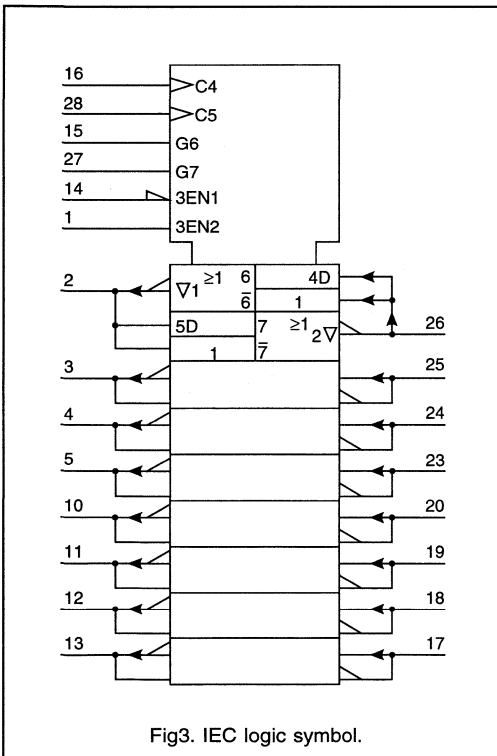 16 C4
28 C5
15 G6
27 G7
14 3EN1
1 3EN2
2 ▽1 ≥1 6 4D
6̅ 1
5D 7 ≥1 2▽ 26
1 7̅
3 25
4 24
5 23
10 20
11 19
12 18
13 17
Fig3. IEC logic symbol.